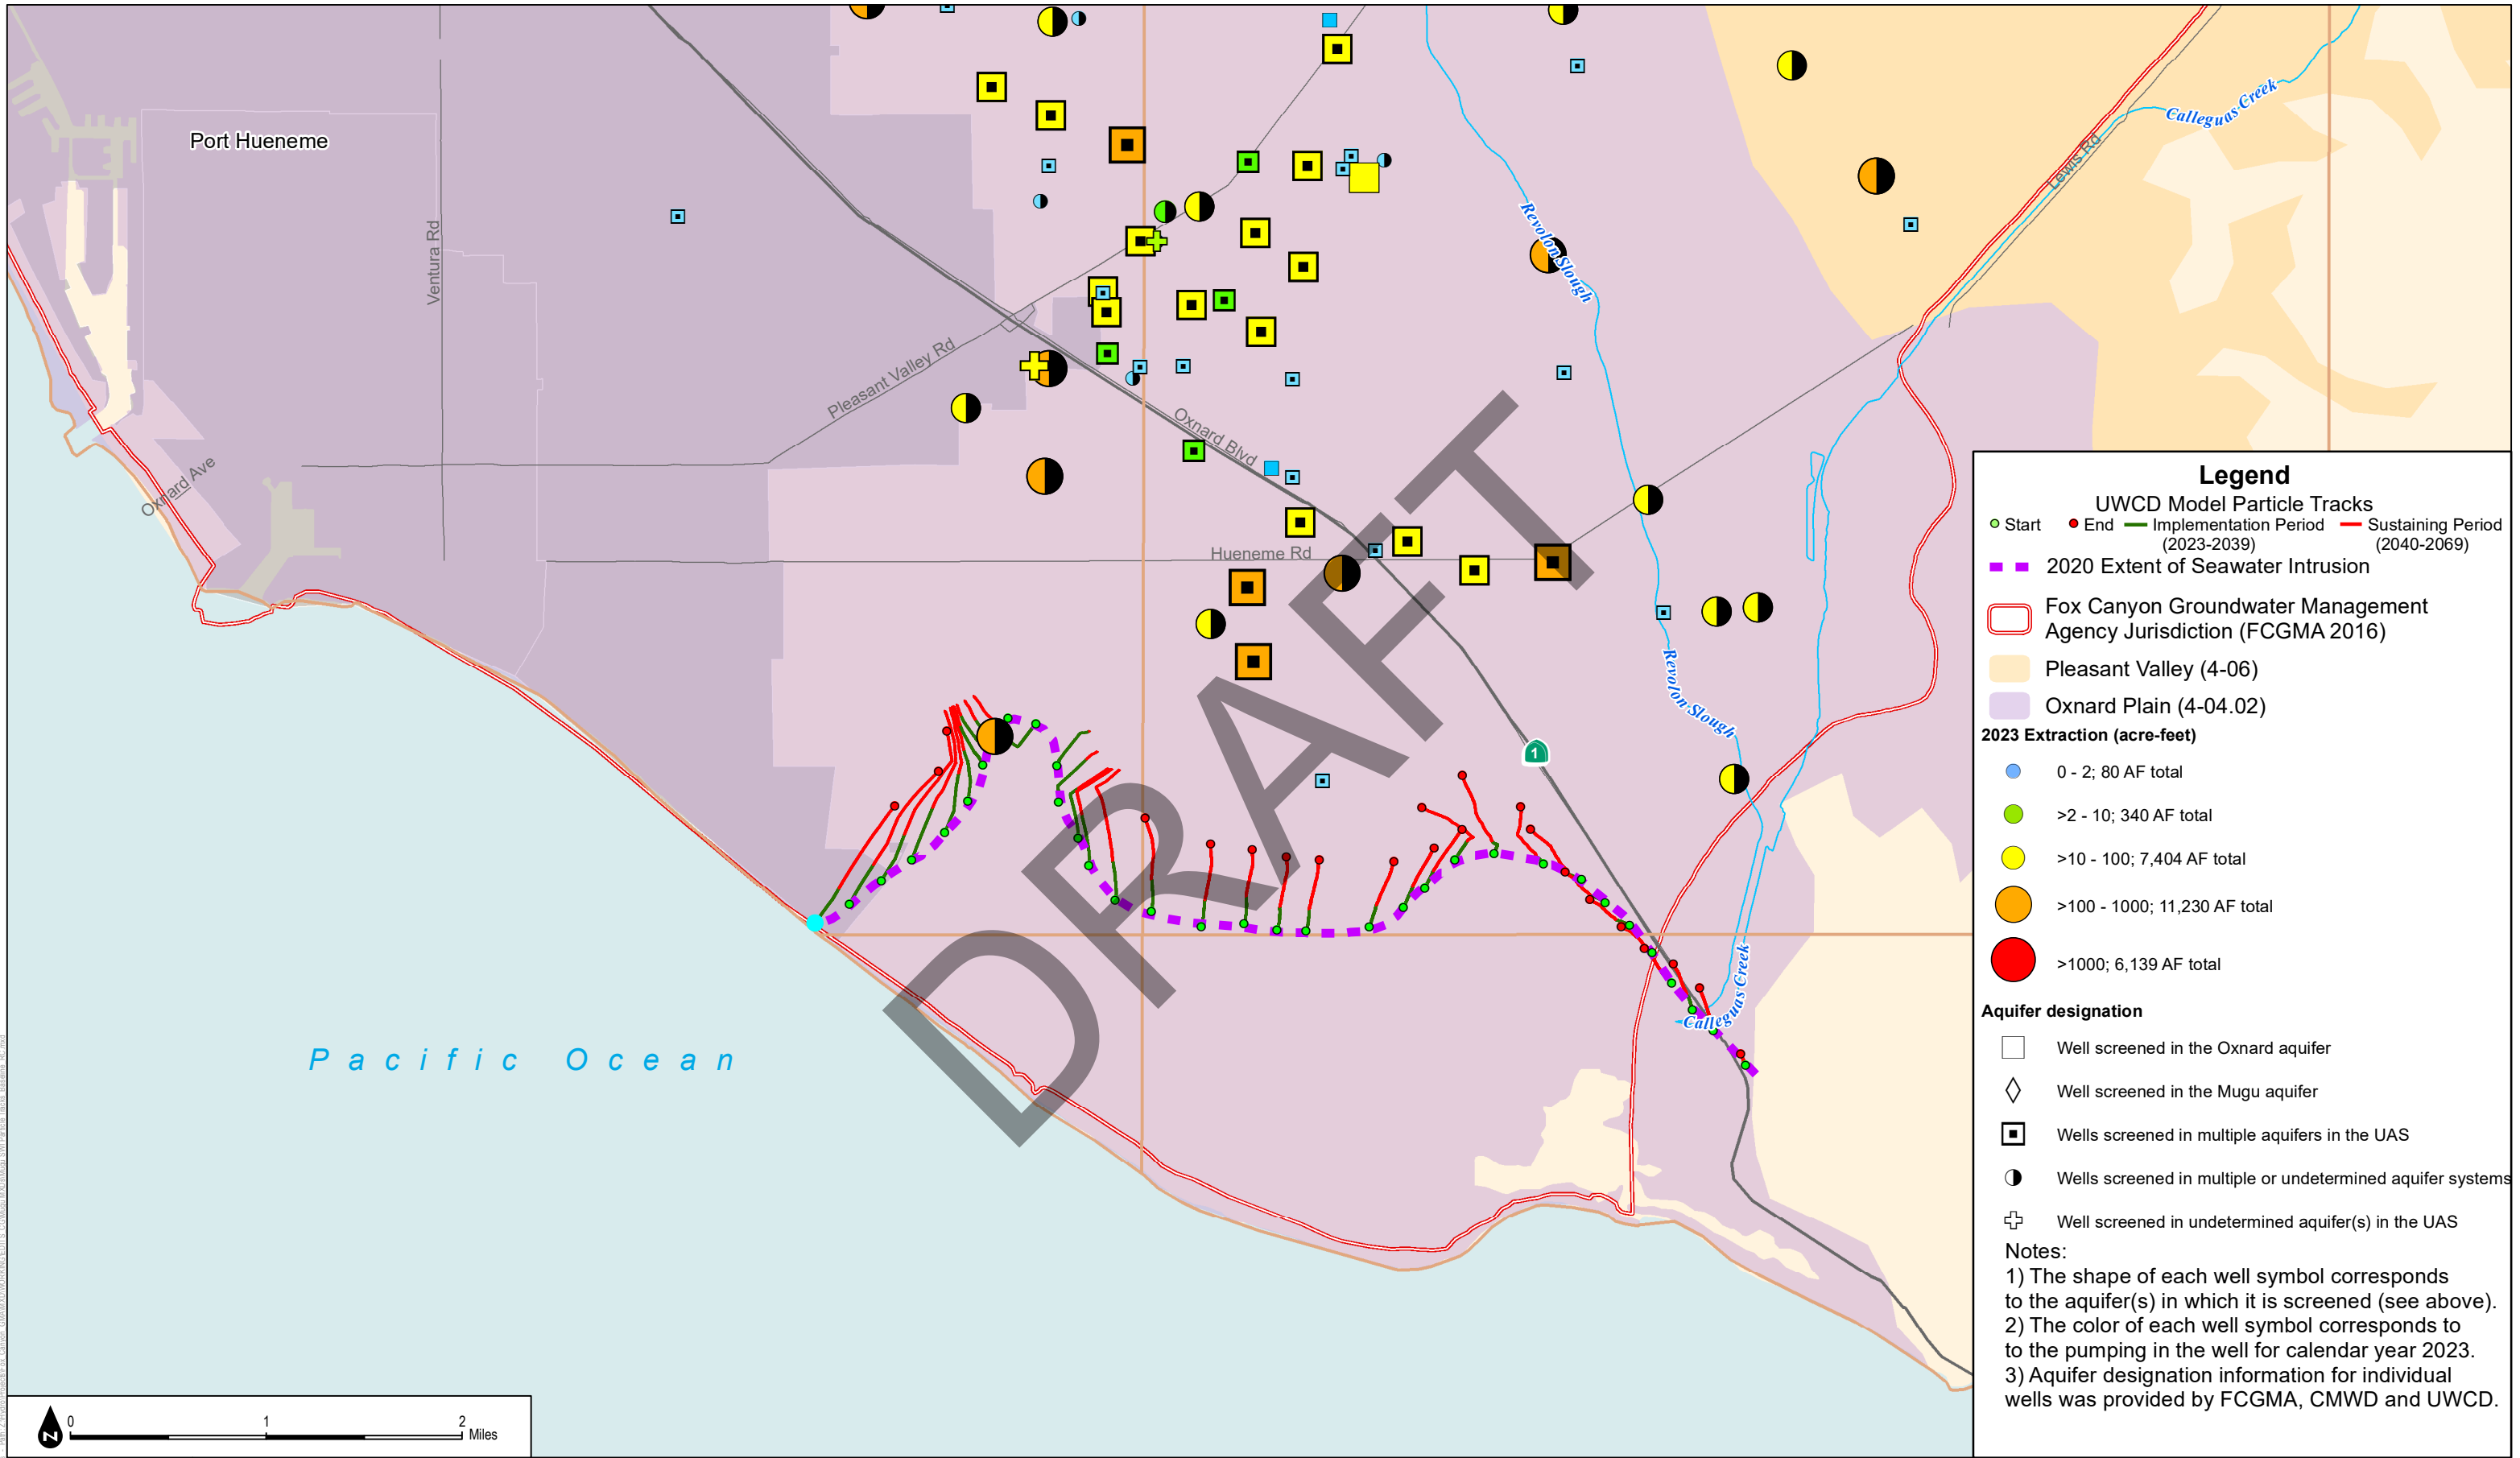 Port Hueneme
Ventura Rd
Oxnard Ave
Pleasant Valley Rd
Oxnard Blvd
Hueneme Rd
Lewis Rd
Calleguas Creek
Revolon Slough
Revolon Slough
Calleguas Creek
1
Pacific Ocean
DRAFT
Legend
UWCD Model Particle Tracks
Start End Implementation Period Sustaining Period
(2023-2039) (2040-2069)
2020 Extent of Seawater Intrusion
Fox Canyon Groundwater Management
Agency Jurisdiction (FCGMA 2016)
Pleasant Valley (4-06)
Oxnard Plain (4-04.02)
2023 Extraction (acre-feet)
0 - 2; 80 AF total
>2 - 10; 340 AF total
>10 - 100; 7,404 AF total
>100 - 1000; 11,230 AF total
>1000; 6,139 AF total
Aquifer designation
Well screened in the Oxnard aquifer
Well screened in the Mugu aquifer
Wells screened in multiple aquifers in the UAS
Wells screened in multiple or undetermined aquifer systems
Well screened in undetermined aquifer(s) in the UAS
Notes:
1) The shape of each well symbol corresponds
to the aquifer(s) in which it is screened (see above).
2) The color of each well symbol corresponds to
to the pumping in the well for calendar year 2023.
3) Aquifer designation information for individual
wells was provided by FCGMA, CMWD and UWCD.
N
0 1 2
Miles